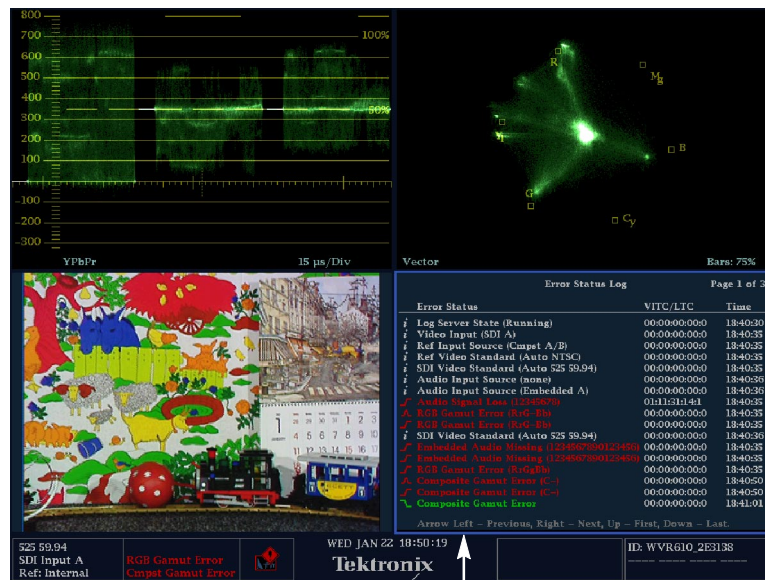 800
700
600
500
400
300
200
100
-100
-200
-300
100%
50%
YPbPr
15 µs/Div
R
Mg
B
Yl
G
Cy
Vector
Bars: 75%
Error Status Log Page 1 of 3
Error Status VITC/LTC Time
i Log Server State (Running) 00:00:00:00:0 18:40:30
i Video Input (SDI A) 00:00:00:00:0 18:40:35
i Ref Input Source (Cmpst A/B) 00:00:00:00:0 18:40:35
i Ref Video Standard (Auto NTSC) 00:00:00:00:0 18:40:35
i SDI Video Standard (Auto 525 59.94) 00:00:00:00:0 18:40:35
i Audio Input Source (none) 00:00:00:00:0 18:40:36
i Audio Input Source (Embedded A) 00:00:00:00:0 18:40:36
Audio Signal Loss (12345678) 01:11:31:14:1 18:40:35
RGB Gamut Error (RrG-Bb) 00:00:00:00:0 18:40:35
RGB Gamut Error (RrG-Bb) 00:00:00:00:0 18:40:35
i SDI Video Standard (Auto 525 59.94) 00:00:00:00:0 18:40:36
Embedded Audio Missing (1234567890123456) 00:00:00:00:0 18:40:35
Embedded Audio Missing (1234567890123456) 00:00:00:00:0 18:40:35
RGB Gamut Error (RrGgBb) 00:00:00:00:0 18:40:35
Composite Gamut Error (C-) 00:00:00:00:0 18:40:50
Composite Gamut Error (C-) 00:00:00:00:0 18:40:50
Composite Gamut Error 00:00:00:00:0 18:41:01
Arrow Left – Previous, Right – Next, Up – First, Down – Last.
525 59.94
SDI Input A
Ref: Internal
RGB Gamut Error
Cmpst Gamut Error
WED JAN 22 18:50:19
Tektronix
ID: WVR610_2E3138